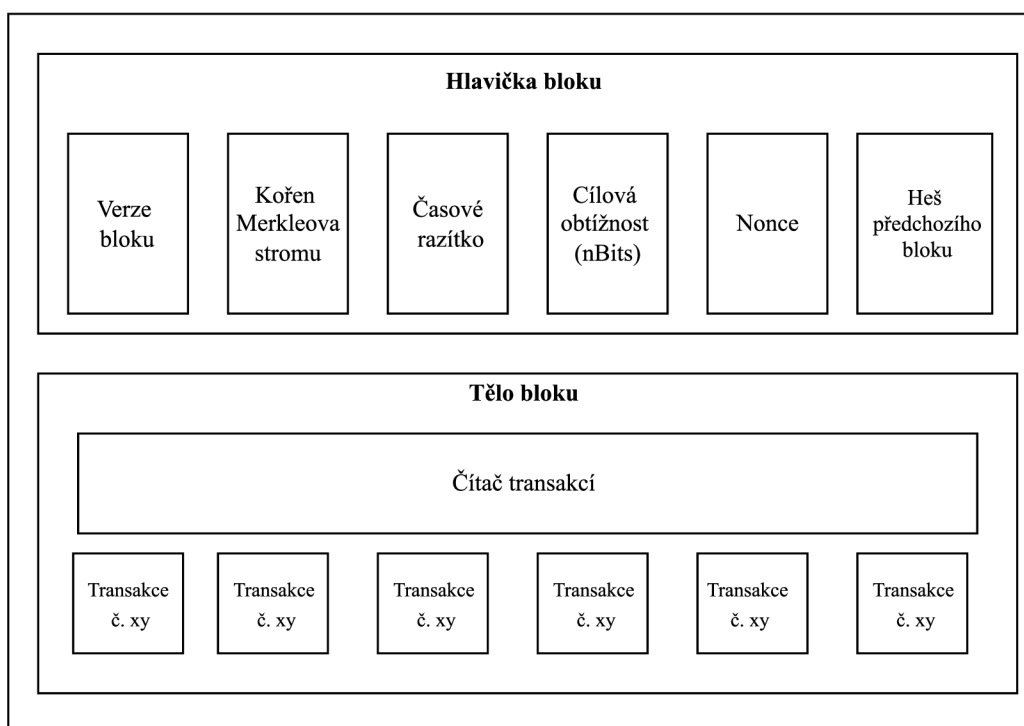 Hlavička bloku
Verze
bloku
Kořen
Merkleova
stromu
Časové
razítko
Cílová
obtížnost
(nBits)
Nonce
Heš
předchozího
bloku
Tělo bloku
Čítač transakcí
Transakce
č. xy
Transakce
č. xy
Transakce
č. xy
Transakce
č. xy
Transakce
č. xy
Transakce
č. xy